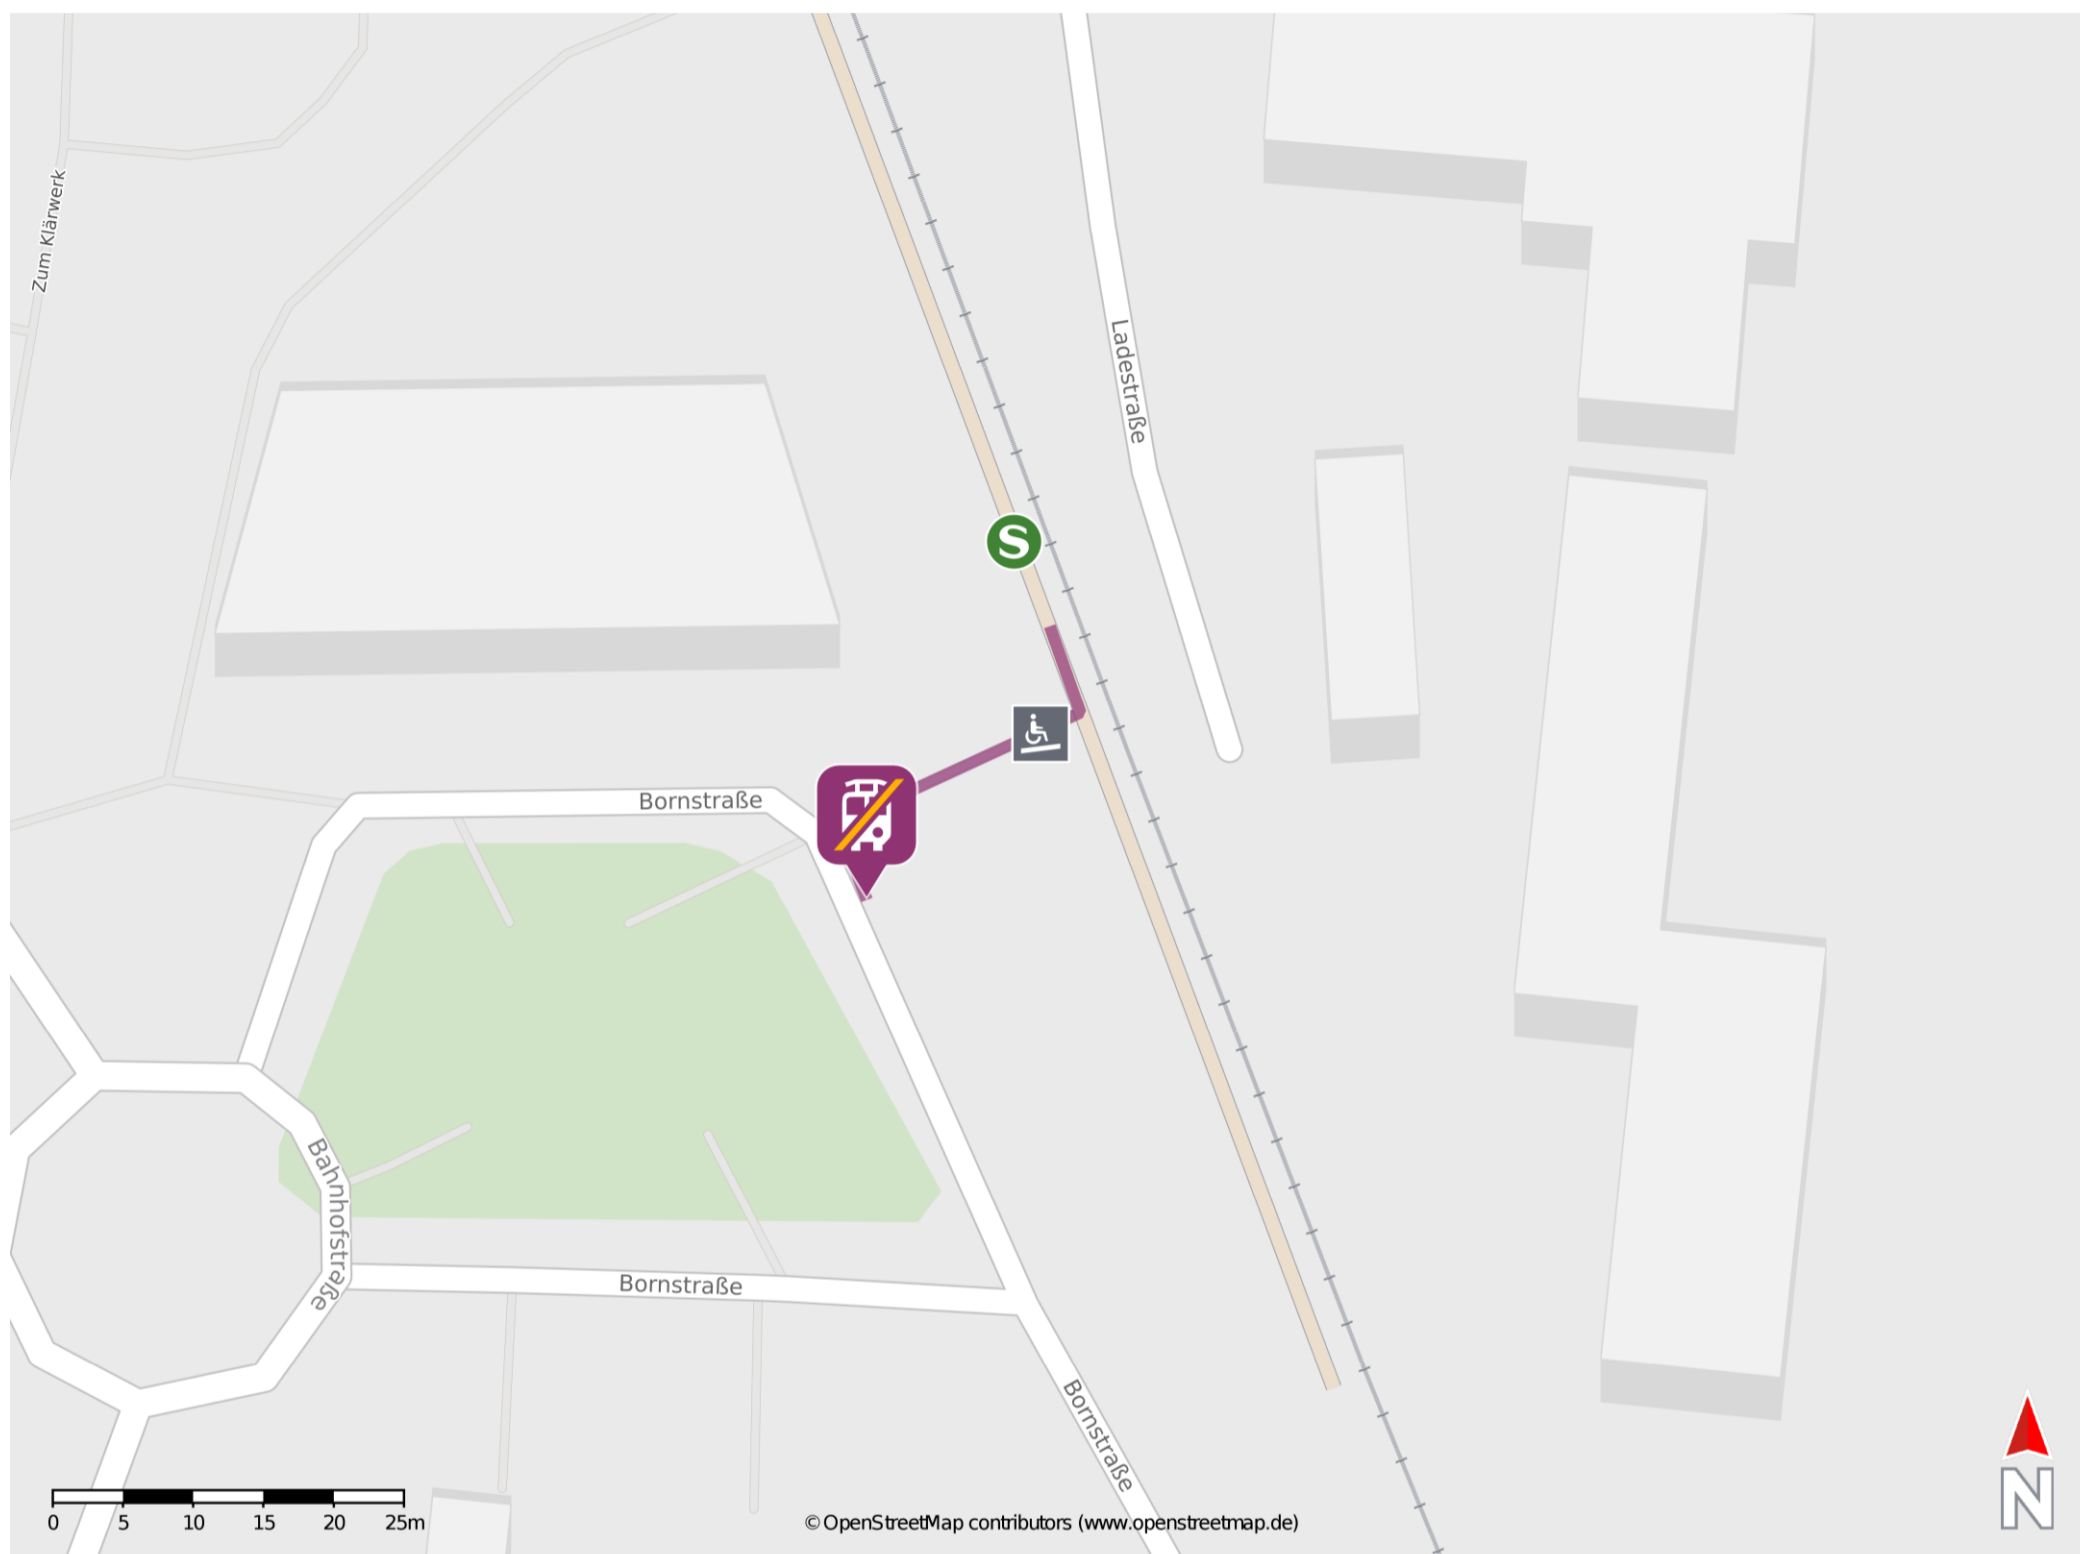 Zum Klärwerk
Ladestraße
S
Bornstraße
Bahnhofstraße
Bornstraße
Bornstraße
0 5 10 15 20 25m
© OpenStreetMap contributors (www.openstreetmap.de)
N